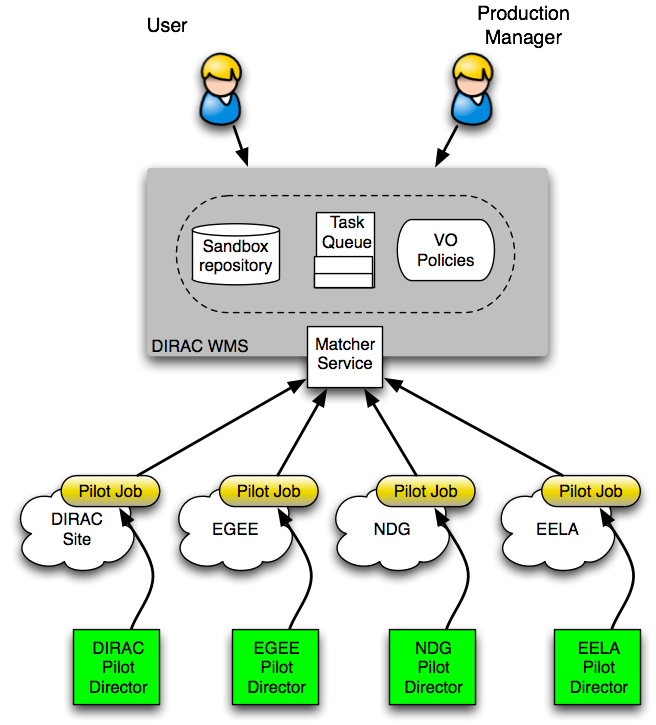 User
Production
Manager
Sandbox
repository
Task
Queue
VO
Policies
DIRAC WMS
Matcher
Service
Pilot Job
Pilot Job
Pilot Job
Pilot Job
DIRAC
Site
EGEE
NDG
EELA
DIRAC
Pilot
Director
EGEE
Pilot
Director
NDG
Pilot
Director
EELA
Pilot
Director